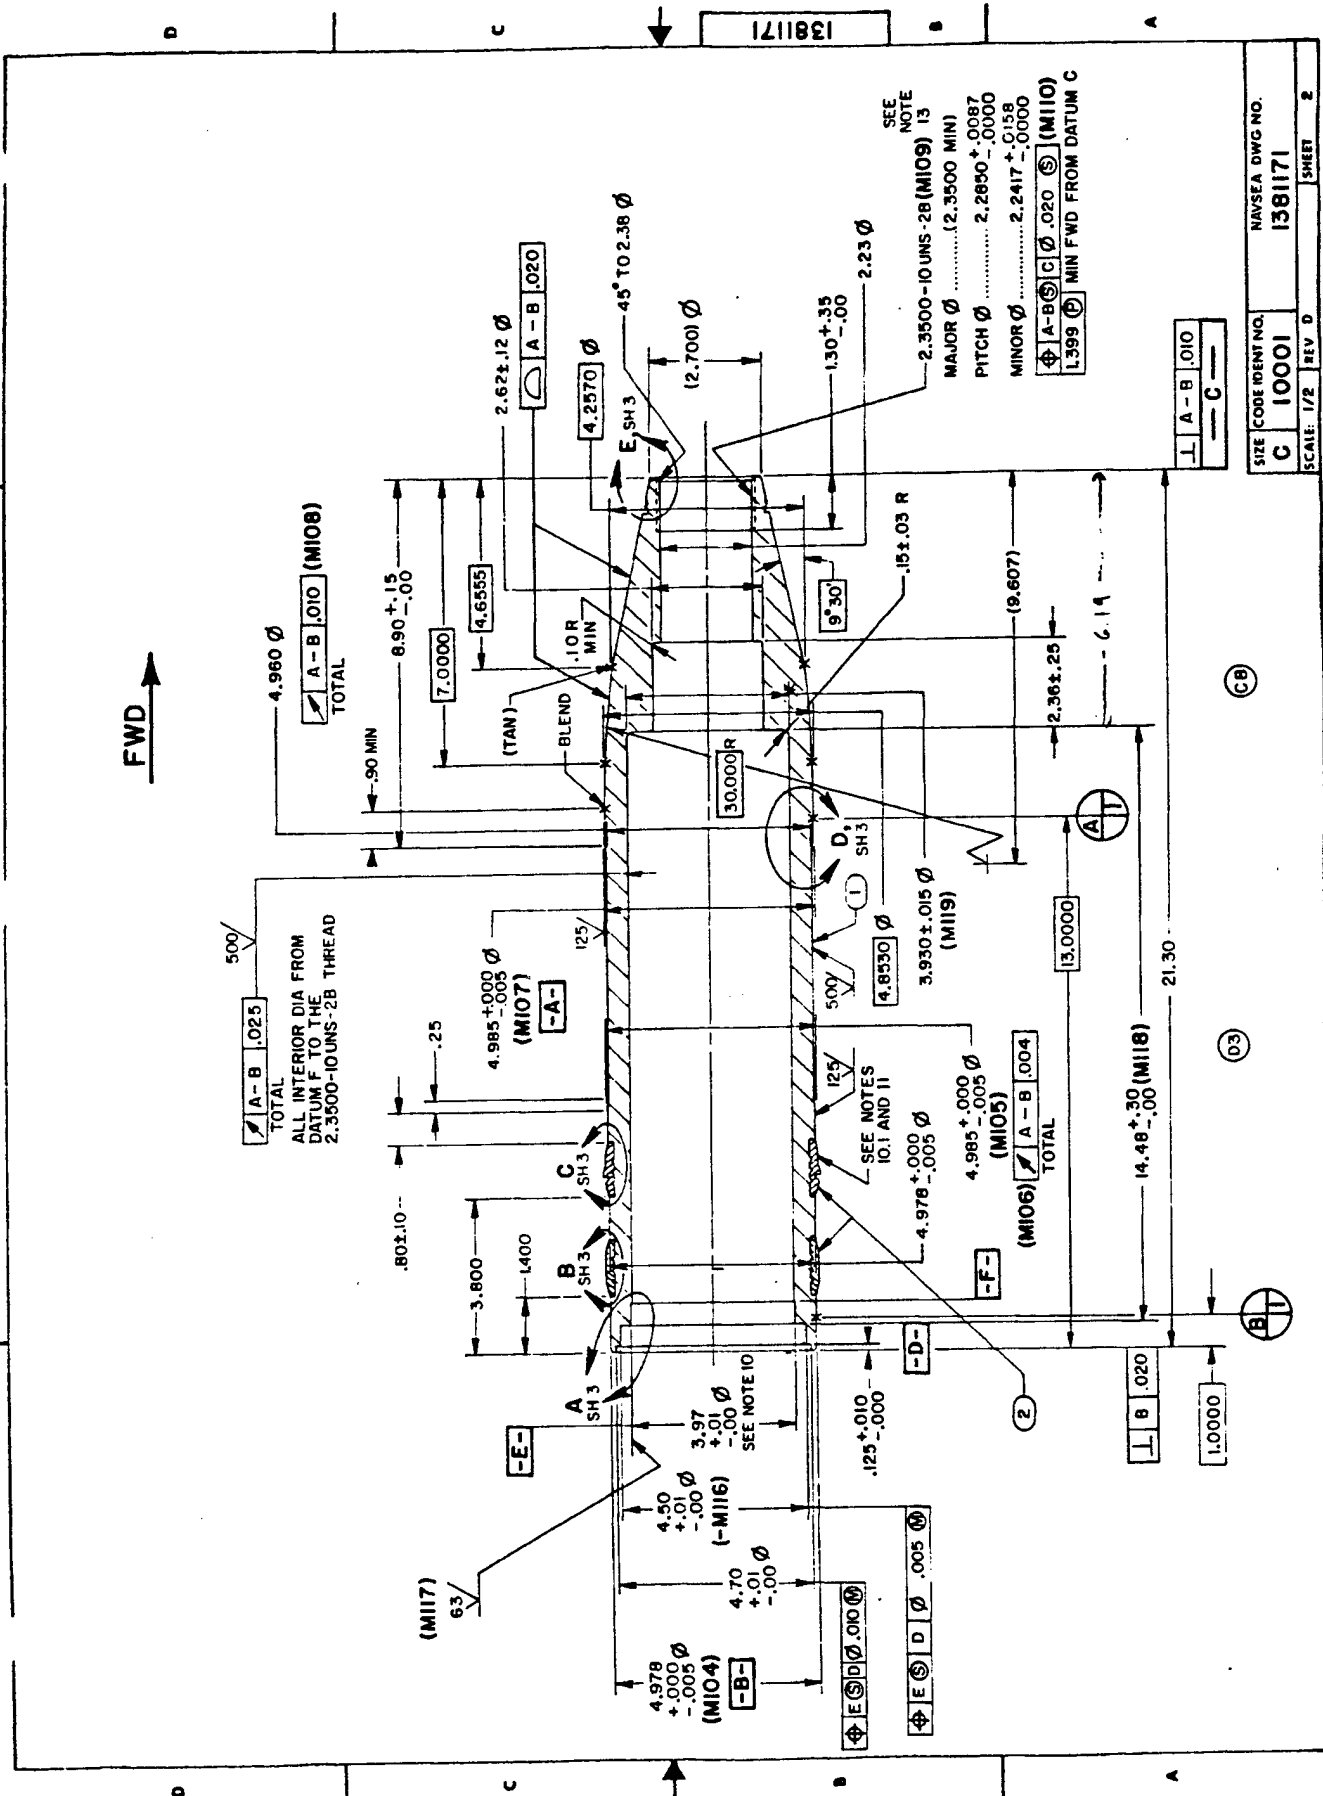 D
C
1381171
B
A
FWD
500
A-B .025
TOTAL
ALL INTERIOR DIA FROM
DATUM F TO THE
2.3500-10UNS-2B THREAD
4.960 Ø
A-B .010 (M108)
TOTAL
.90 MIN
8.90 +.15 -.00
7.0000
4.6555
(TAN)
BLEND
.10 R
MIN
2.62±.12 Ø
A-B .020
4.2570 Ø
E, SH 3
45° TO 2.38 Ø
(2.700) Ø
1.30 +.35 -.00
2.23 Ø
SEE
NOTE
2.3500-10UNS-2B (M109) 13
MAJOR Ø ......... (2.3500 MIN)
PITCH Ø ............ 2.2850 +.0087 -.0000
MINOR Ø ............ 2.2417 +.0158 -.0000
A-B Ⓢ C Ø .020 Ⓢ (M110)
1.399 Ⓟ MIN FWD FROM DATUM C
.80±.10
.25
3.800
1.400
4.985 +.000 -.005 Ø
(M107)
-A-
125
A
SH 3
B
SH 3
C
SH 3
D,
SH 3
30.000 R
9°30'
.15±.03 R
(9.607)
2.36±.25
6.19
(M117)
63
-E-
3.97
+.01
-.00 Ø
SEE NOTE 10
4.50
+.01
-.00 Ø
(-M116)
4.70
+.01
-.00 Ø
4.978
+.000
-.005 Ø
(M104)
-B-
E Ⓢ D Ø .010 Ⓜ
E Ⓢ D Ø .005 Ⓜ
.125 +.010 -.000
-D-
-F-
4.978 +.000 -.005 Ø
SEE NOTES
10.1 AND 11
125
500
1
2
4.985 +.000 -.005 Ø
(M105)
(M106) A-B .004
TOTAL
4.8530 Ø
3.930±.015 Ø
(M119)
A 1
13.0000
14.48 +.30 -.00 (M118)
21.30
⊥ B .020
1.0000
B 1
D3
C8
⊥ A-B .010
C
SIZE
C
CODE IDENT NO.
10001
NAVSEA DWG NO.
1381171
SCALE: 1/2
REV D
SHEET 2
D
C
B
A